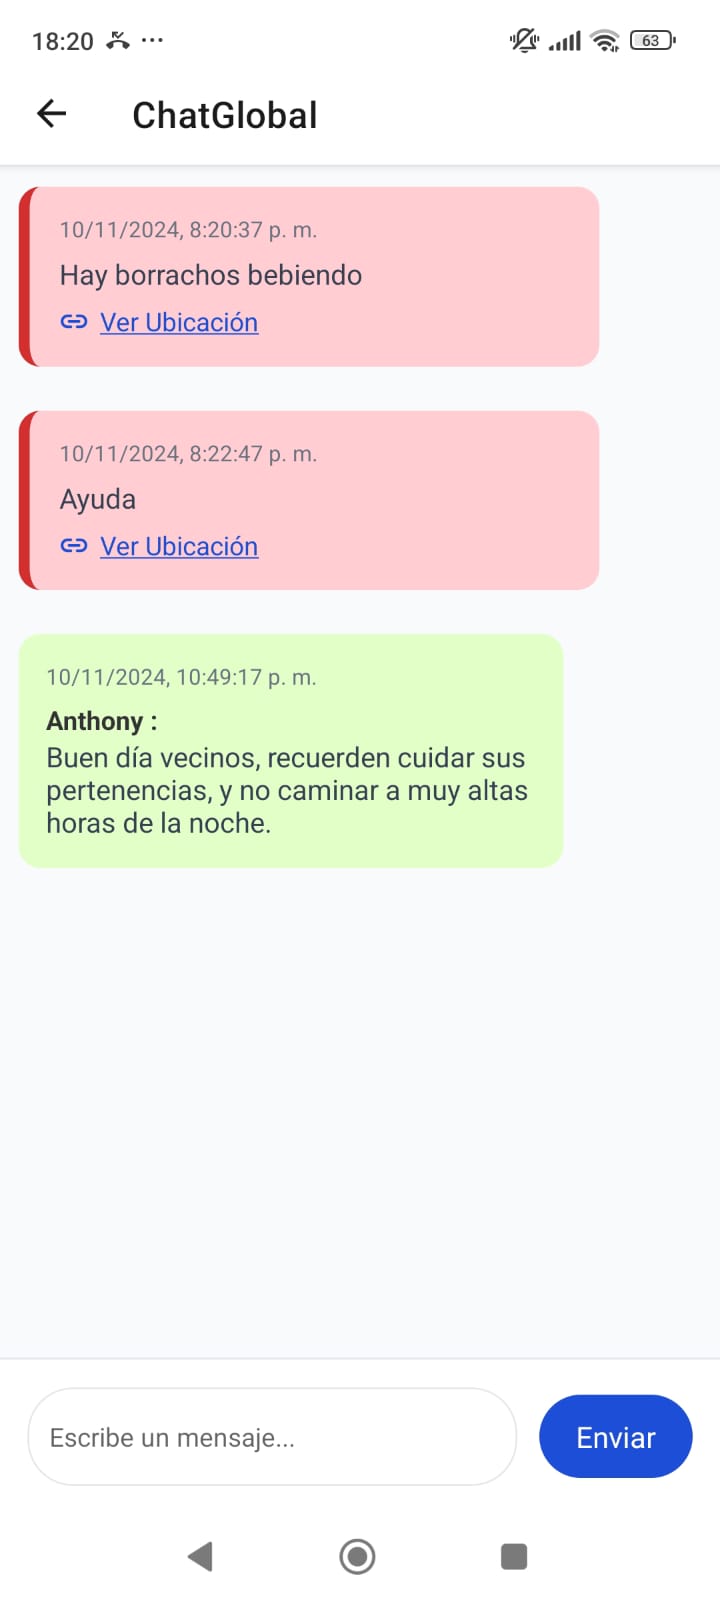 18:20
63
ChatGlobal
10/11/2024, 8:20:37 p. m.
Hay borrachos bebiendo
Ver Ubicación
10/11/2024, 8:22:47 p. m.
Ayuda
Ver Ubicación
10/11/2024, 10:49:17 p. m.
Anthony :
Buen día vecinos, recuerden cuidar sus
pertenencias, y no caminar a muy altas
horas de la noche.
Escribe un mensaje...
Enviar